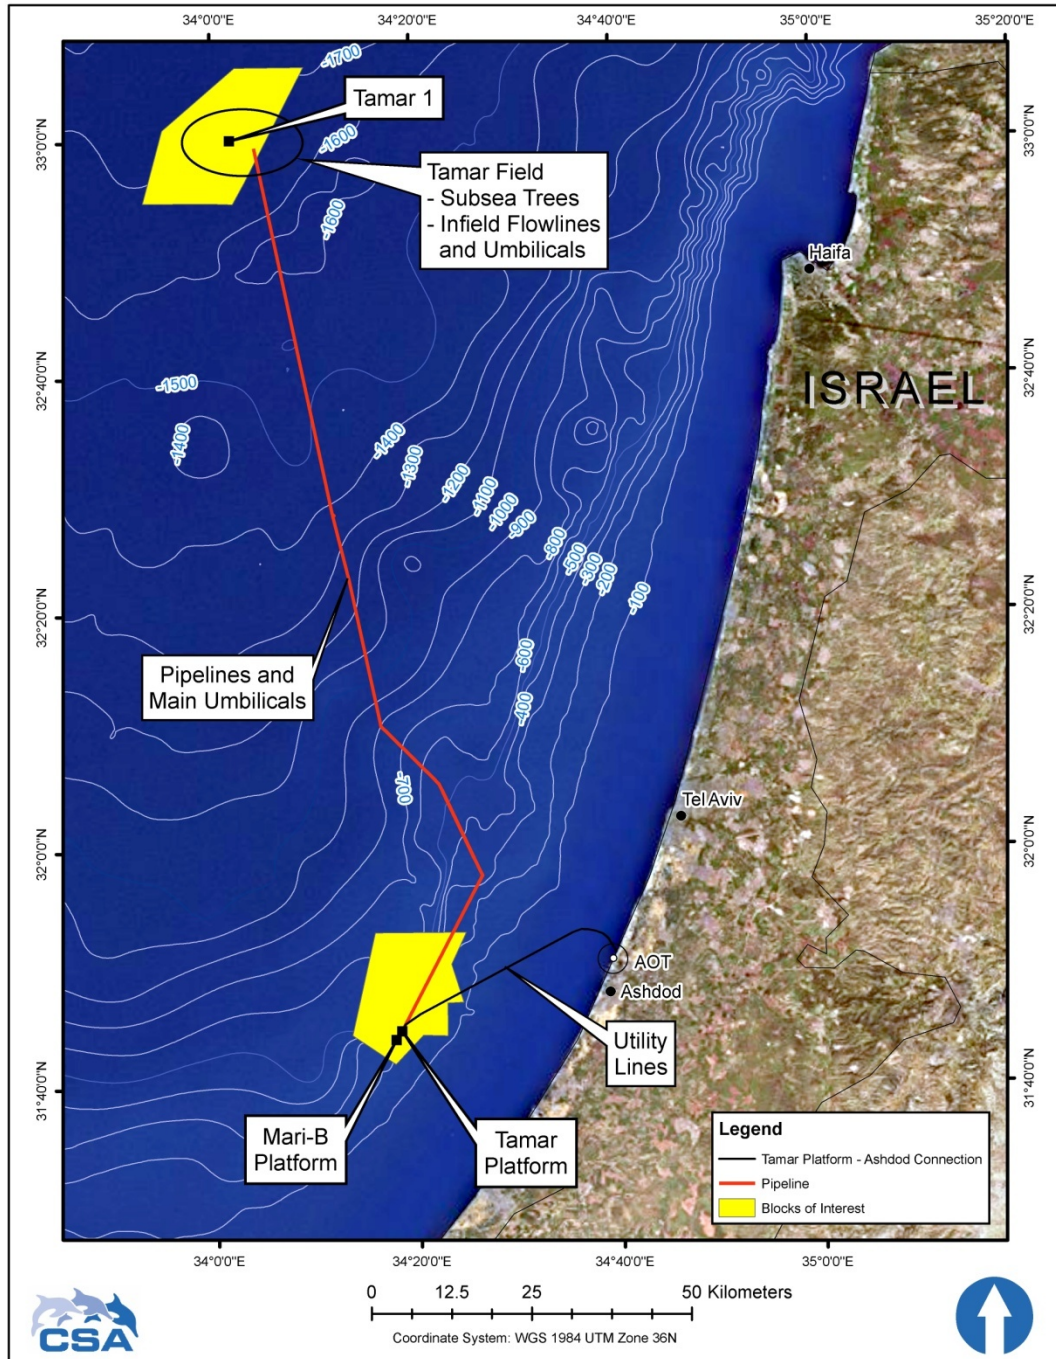 34°0'0"E
34°20'0"E
34°40'0"E
35°0'0"E
35°20'0"E
-1700
Tamar 1
33°0'0"N
33°0'0"N
-1600
Tamar Field
- Subsea Trees
- Infield Flowlines
and Umbilicals
-1600
Haifa
32°40'0"N
32°40'0"N
-1500
ISRAEL
-1400
-1400
-1300
-1200
-1100
-1000
-900
-800
-500
-300
-200
-100
32°20'0"N
32°20'0"N
-600
Pipelines and
Main Umbilicals
-400
-700
Tel Aviv
32°0'0"N
32°0'0"N
AOT
Ashdod
Utility
Lines
31°40'0"N
31°40'0"N
Mari-B
Platform
Tamar
Platform
Legend
Tamar Platform - Ashdod Connection
Pipeline
Blocks of Interest
34°0'0"E
34°20'0"E
34°40'0"E
35°0'0"E
0 12.5 25 50 Kilometers
Coordinate System: WGS 1984 UTM Zone 36N
CSA